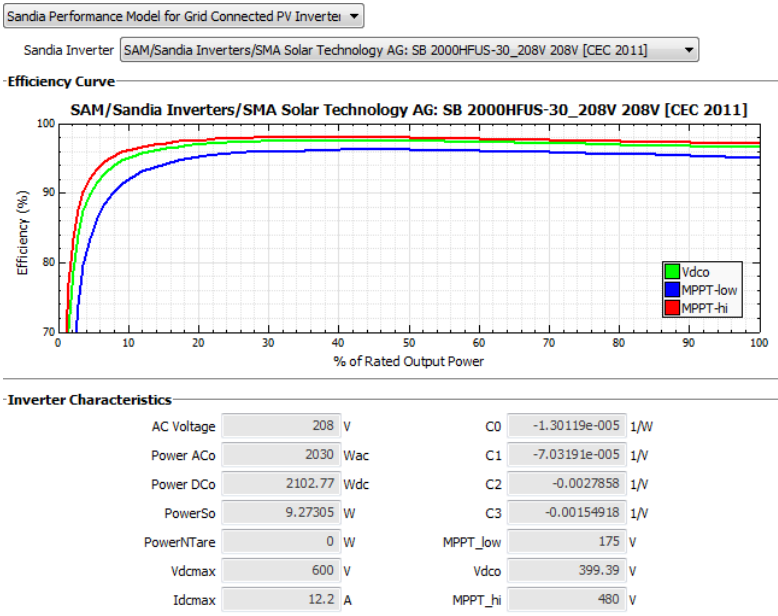 Sandia Performance Model for Grid Connected PV Inverter
Sandia Inverter SAM/Sandia Inverters/SMA Solar Technology AG: SB 2000HFUS-30_208V 208V [CEC 2011]
Efficiency Curve
SAM/Sandia Inverters/SMA Solar Technology AG: SB 2000HFUS-30_208V 208V [CEC 2011]
100
90
80
70
Efficiency (%)
Vdco
MPPT-low
MPPT-hi
0 10 20 30 40 50 60 70 80 90 100
% of Rated Output Power
Inverter Characteristics
AC Voltage 208 V C0 -1.30119e-005 1/W
Power ACo 2030 Wac C1 -7.03191e-005 1/V
Power DCo 2102.77 Wdc C2 -0.0027858 1/V
PowerSo 9.27305 W C3 -0.00154918 1/V
PowerNTare 0 W MPPT_low 175 V
Vdcmax 600 V Vdco 399.39 V
Idcmax 12.2 A MPPT_hi 480 V